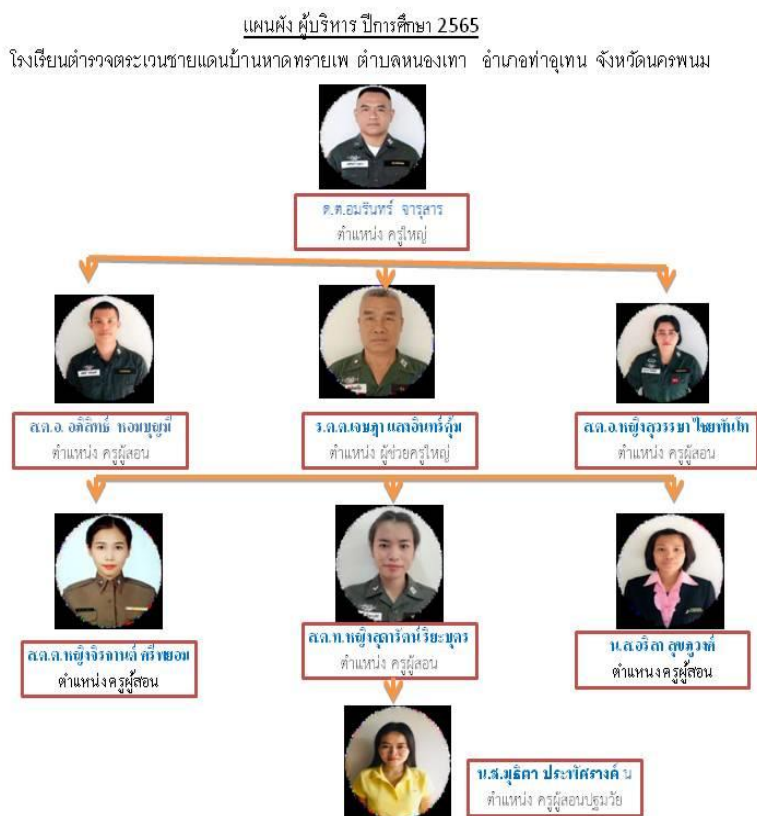 แผนผัง ผู้บริหาร ปีการศึกษา 2565
โรงเรียนตำรวจตระเวนชายแดนบ้านหาดทรายเพ ตำบลหนองเทา อำเภอท่าอุเทน จังหวัดนครพนม
ด.ต.อมรินทร์ จารุสาร
ตำแหน่ง ครูใหญ่
ส.ต.อ. อภิสิทธ์ หอมบุญมี
ตำแหน่ง ครูผู้สอน
ร.ต.ต.เจษฎา แสงอินทร์คุ้ม
ตำแหน่ง ผู้ช่วยครูใหญ่
ส.ต.อ.หญิงสุวรรษา ไชยพันโท
ตำแหน่ง ครูผู้สอน
ส.ต.ต.หญิงจิรกานต์ ศรีพยอม
ตำแหน่งครูผู้สอน
ส.ต.ท.หญิงสุดารัตน์ วิยะบุตร
ตำแหน่ง ครูผู้สอน
น.ส.อริสา สุขภูวงค์
ตำแหนงครูผู้สอน
น.ส.มุธิตา ประทัศรางค์ น
ตำแหน่ง ครูผู้สอนปฐมวัย